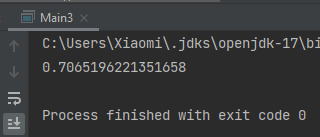 Main3
C:\Users\Xiaomi\.jdks\openjdk-17\bi
0.7065196221351658
Process finished with exit code 0